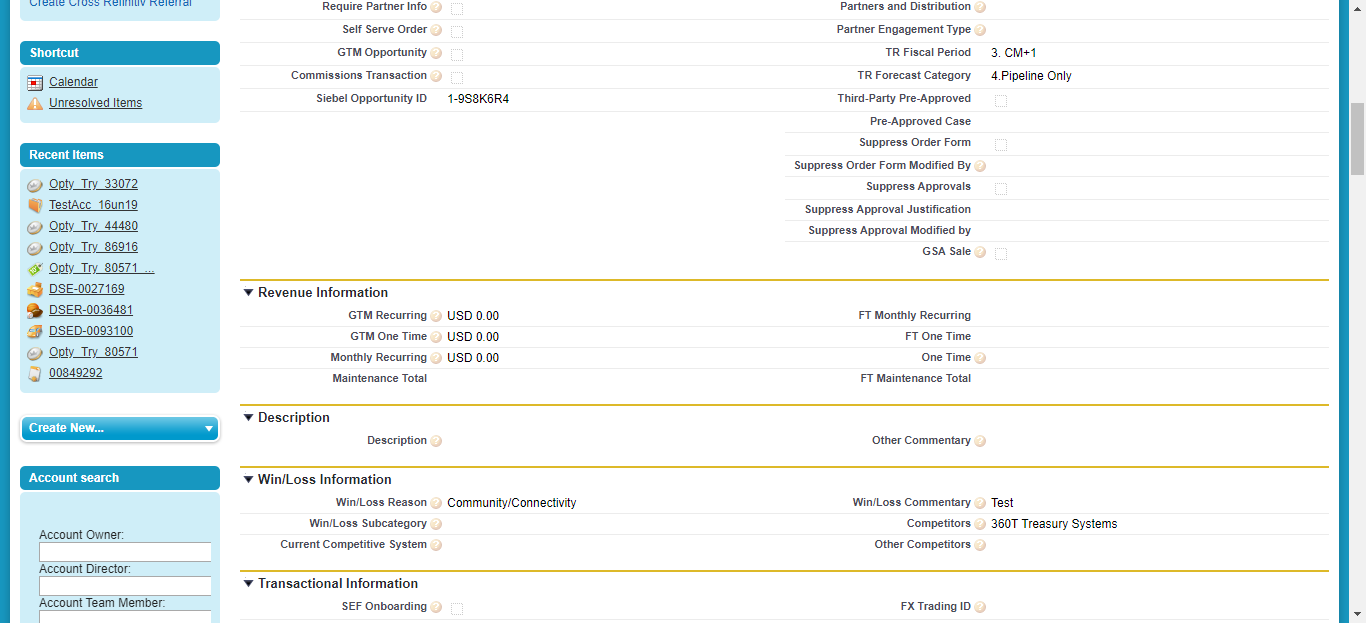 Create Cross Refinitiv Referral
Shortcut
Calendar
Unresolved Items
Recent Items
Opty_Try_33072
TestAcc_16un19
Opty_Try_44480
Opty_Try_86916
Opty_Try_80571_...
DSE-0027169
DSER-0036481
DSED-0093100
Opty_Try_80571
00849292
Create New...
Account search
Account Owner:
Account Director:
Account Team Member:
Require Partner Info
Partners and Distribution
Self Serve Order
Partner Engagement Type
GTM Opportunity
TR Fiscal Period 3. CM+1
Commissions Transaction
TR Forecast Category 4.Pipeline Only
Siebel Opportunity ID 1-9S8K6R4
Third-Party Pre-Approved
Pre-Approved Case
Suppress Order Form
Suppress Order Form Modified By
Suppress Approvals
Suppress Approval Justification
Suppress Approval Modified by
GSA Sale
Revenue Information
GTM Recurring USD 0.00 FT Monthly Recurring
GTM One Time USD 0.00 FT One Time
Monthly Recurring USD 0.00 One Time
Maintenance Total FT Maintenance Total
Description
Description Other Commentary
Win/Loss Information
Win/Loss Reason Community/Connectivity Win/Loss Commentary Test
Win/Loss Subcategory Competitors 360T Treasury Systems
Current Competitive System Other Competitors
Transactional Information
SEF Onboarding FX Trading ID